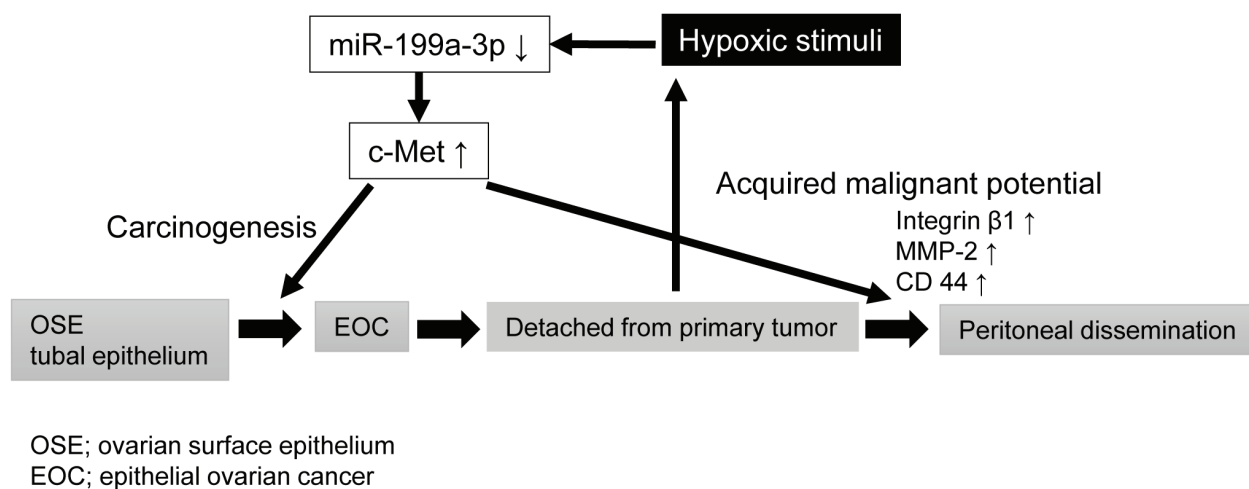 miR-199a-3p ↓
Hypoxic stimuli
c-Met ↑
Acquired malignant potential
Integrin β1 ↑
MMP-2 ↑
CD 44 ↑
Carcinogenesis
OSE
tubal epithelium
EOC
Detached from primary tumor
Peritoneal dissemination
OSE; ovarian surface epithelium
EOC; epithelial ovarian cancer